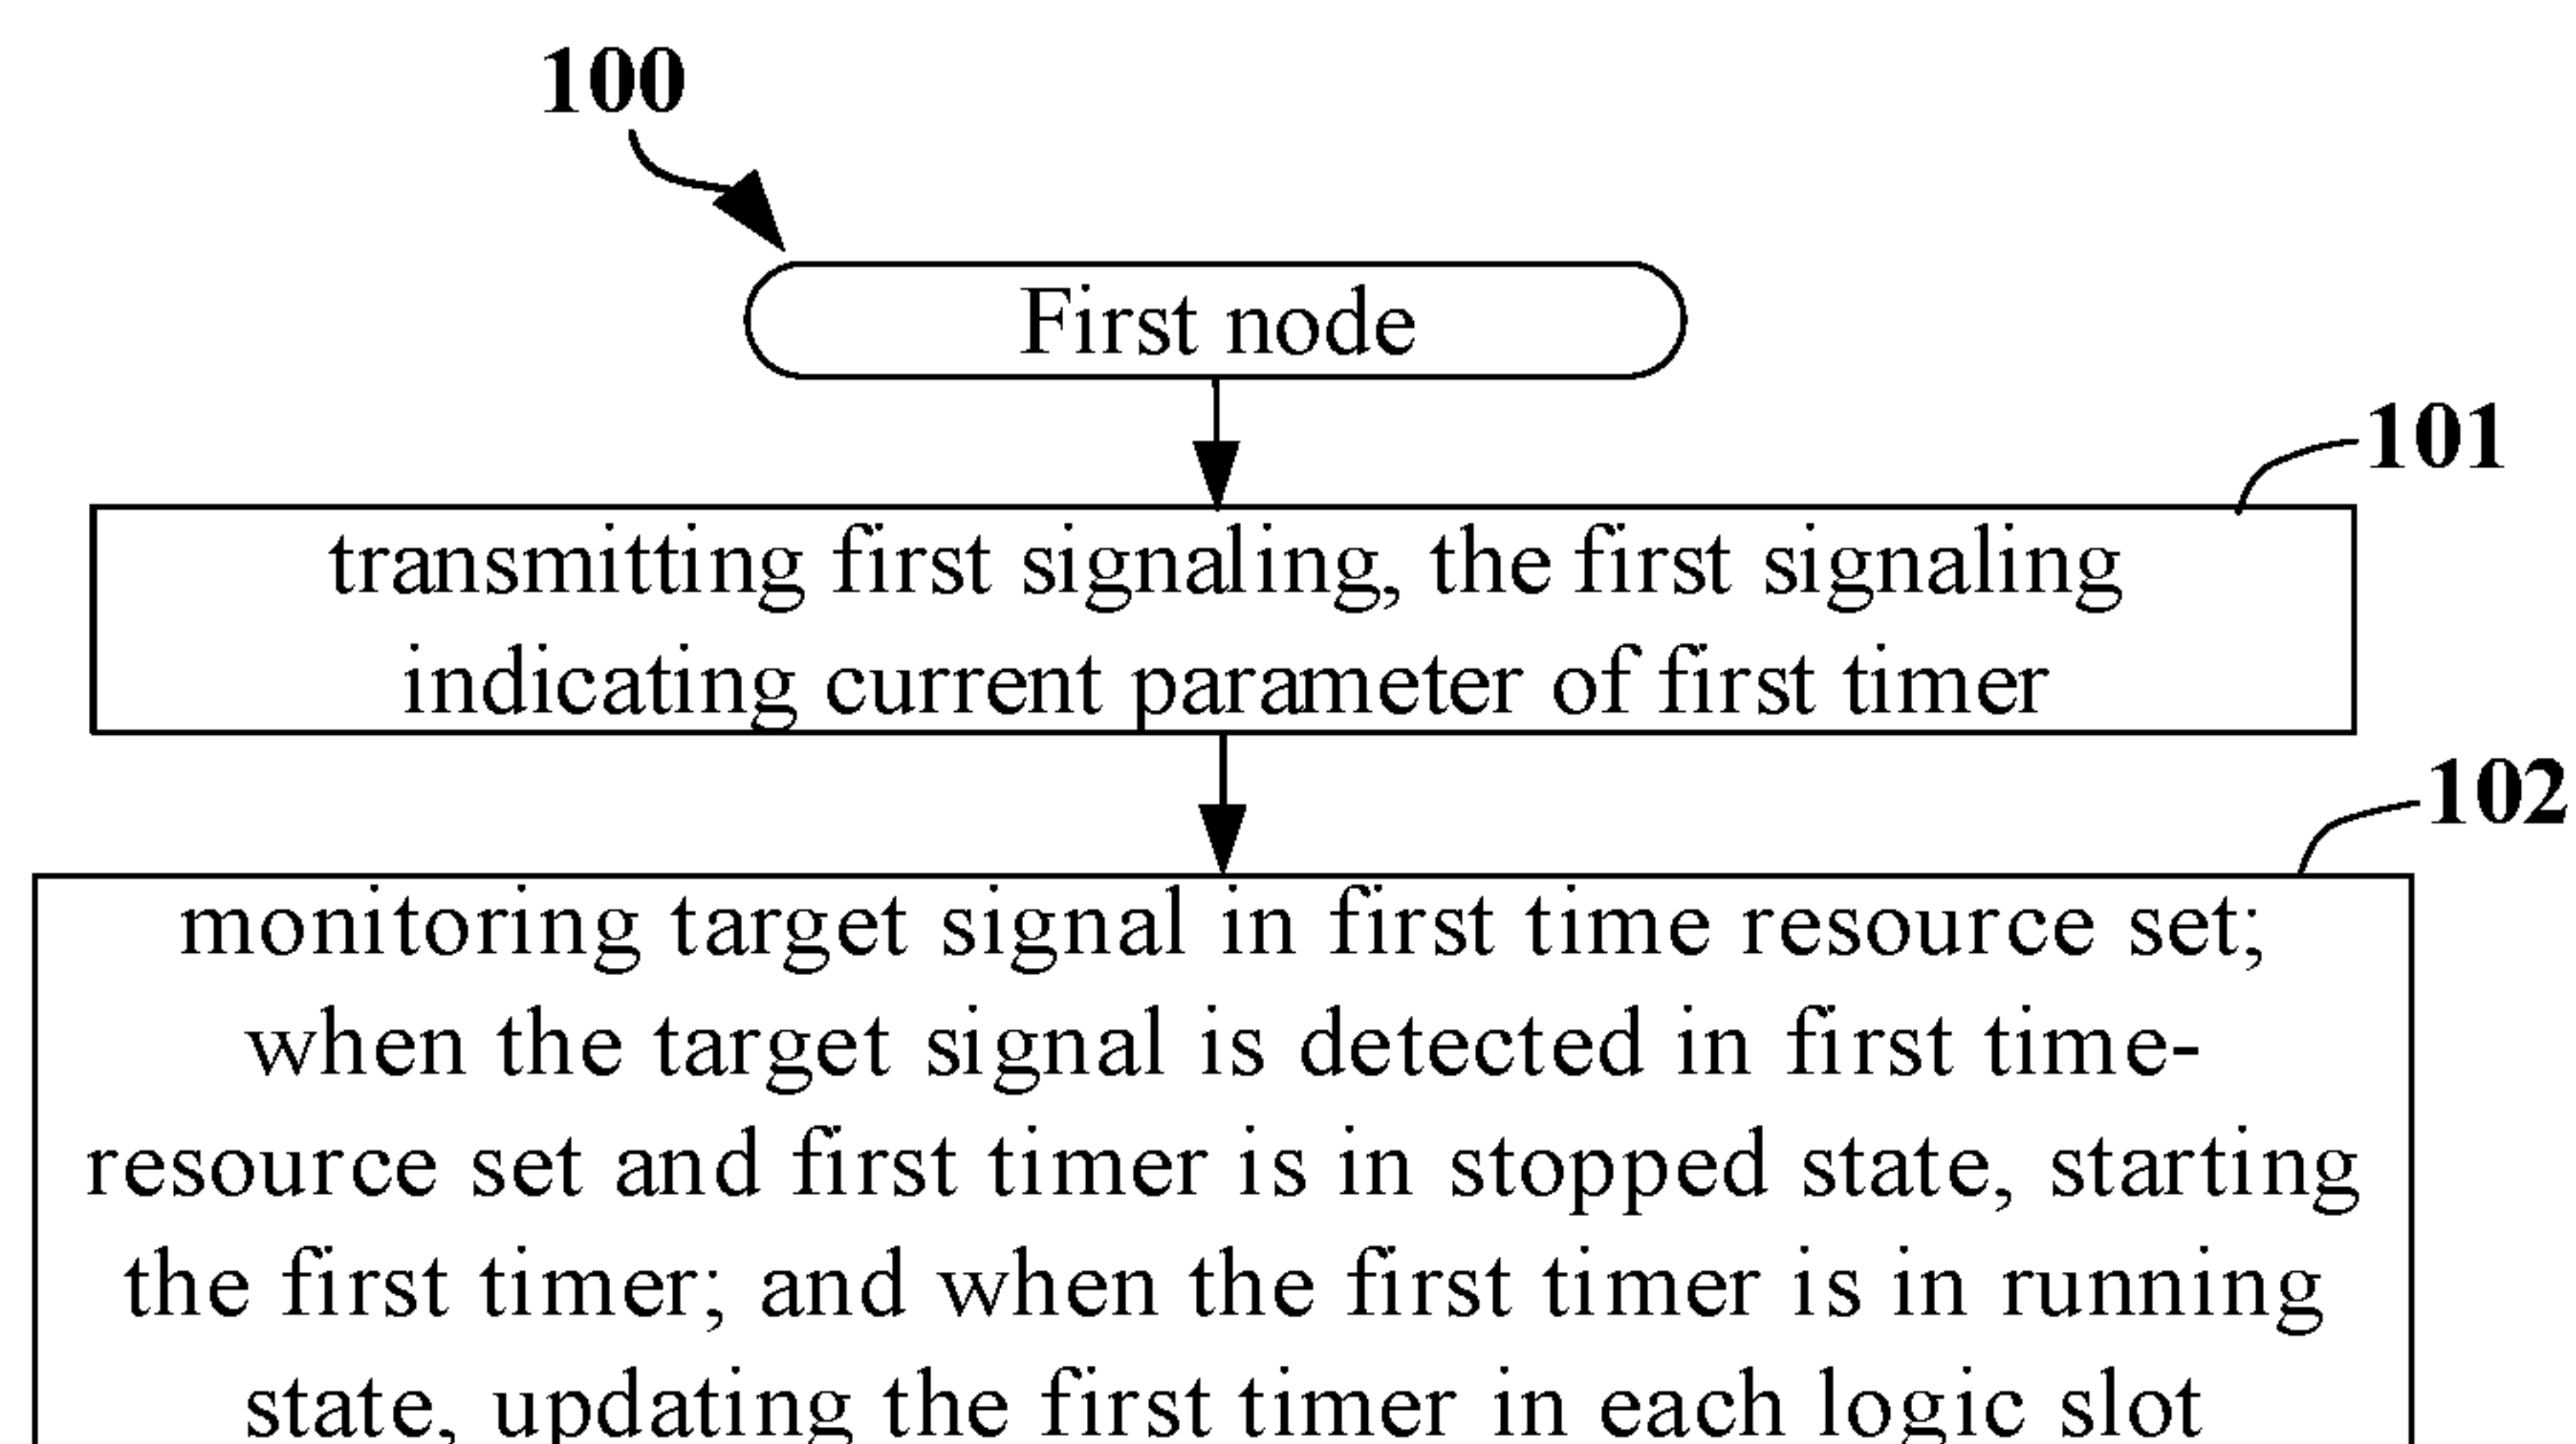 100
First node
101
transmitting first signaling, the first signaling
indicating current parameter of first timer
102
monitoring target signal in first time resource set;
when the target signal is detected in first time-
resource set and first timer is in stopped state, starting
the first timer; and when the first timer is in running
state, updating the first timer in each logic slot